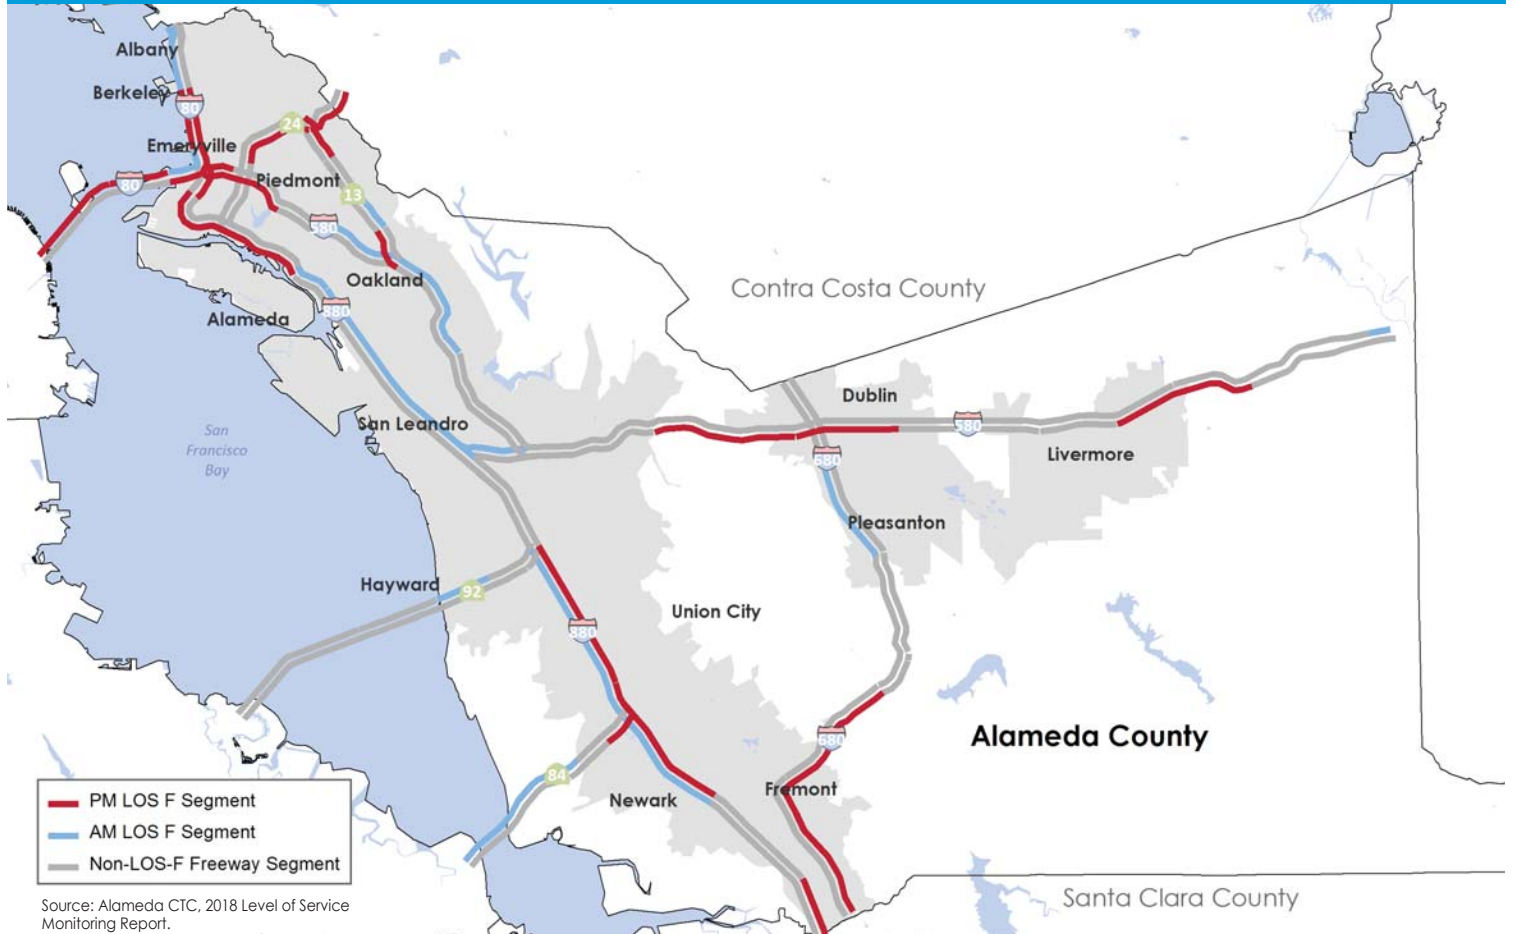 Albany
Berkeley
80
24
Emeryville
80
Piedmont
13
580
Oakland
Contra Costa County
880
Alameda
Dublin
San Leandro
580
San
Francisco
Bay
Livermore
680
Pleasanton
Hayward
92
Union City
880
680
Alameda County
84
Fremont
Newark
PM LOS F Segment
AM LOS F Segment
Non-LOS-F Freeway Segment
Santa Clara County
Source: Alameda CTC, 2018 Level of Service
Monitoring Report.